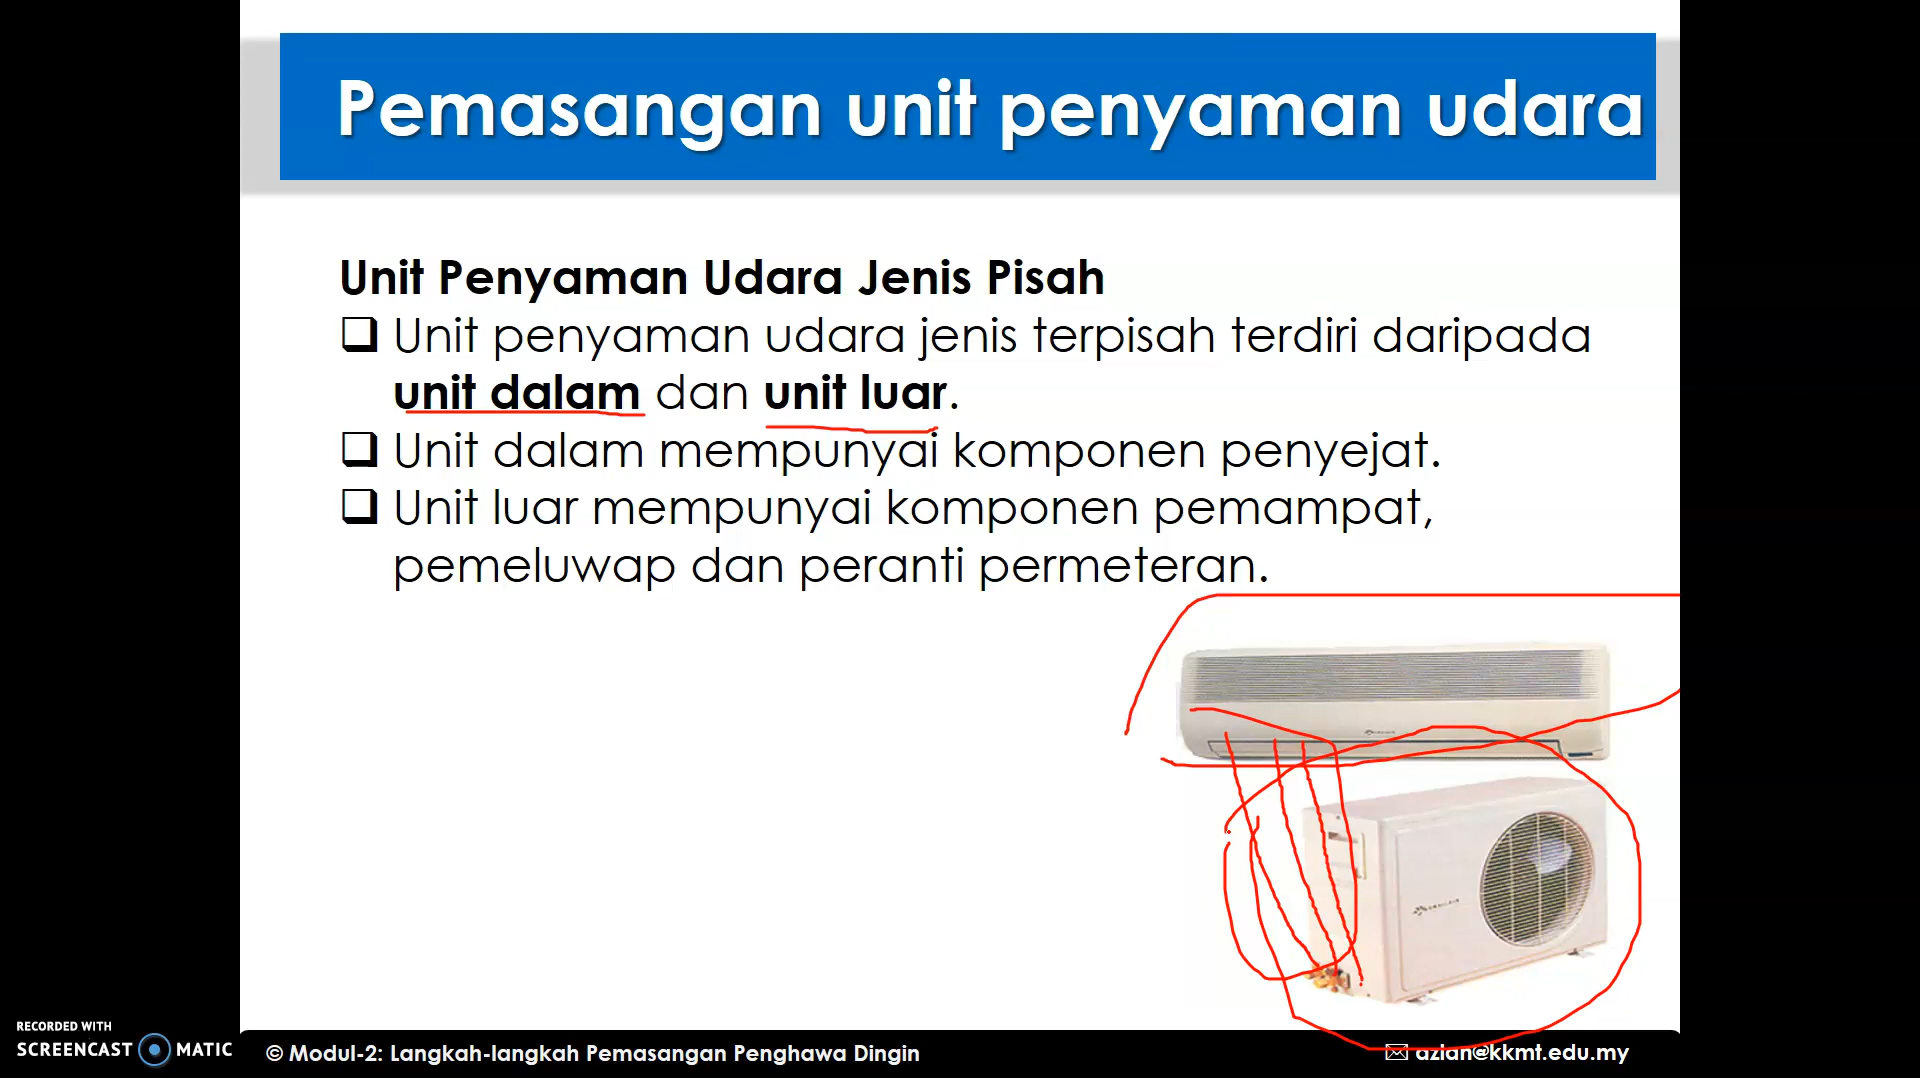 Pemasangan unit penyaman udara
Unit Penyaman Udara Jenis Pisah
Unit penyaman udara jenis terpisah terdiri daripada
unit dalam dan unit luar.
Unit dalam mempunyai komponen penyejat.
Unit luar mempunyai komponen pemampat,
pemeluwap dan peranti permeteran.
RECORDED WITH
SCREENCAST MATIC
© Modul-2: Langkah-langkah Pemasangan Penghawa Dingin
azlan@kkmt.edu.my